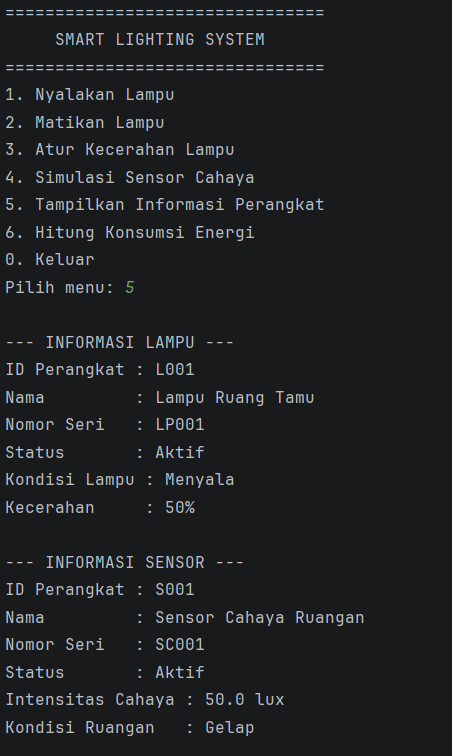 ================================
     SMART LIGHTING SYSTEM
================================
1. Nyalakan Lampu
2. Matikan Lampu
3. Atur Kecerahan Lampu
4. Simulasi Sensor Cahaya
5. Tampilkan Informasi Perangkat
6. Hitung Konsumsi Energi
0. Keluar
Pilih menu: 5

--- INFORMASI LAMPU ---
ID Perangkat : L001
Nama         : Lampu Ruang Tamu
Nomor Seri   : LP001
Status       : Aktif
Kondisi Lampu : Menyala
Kecerahan     : 50%

--- INFORMASI SENSOR ---
ID Perangkat : S001
Nama         : Sensor Cahaya Ruangan
Nomor Seri   : SC001
Status       : Aktif
Intensitas Cahaya : 50.0 lux
Kondisi Ruangan   : Gelap